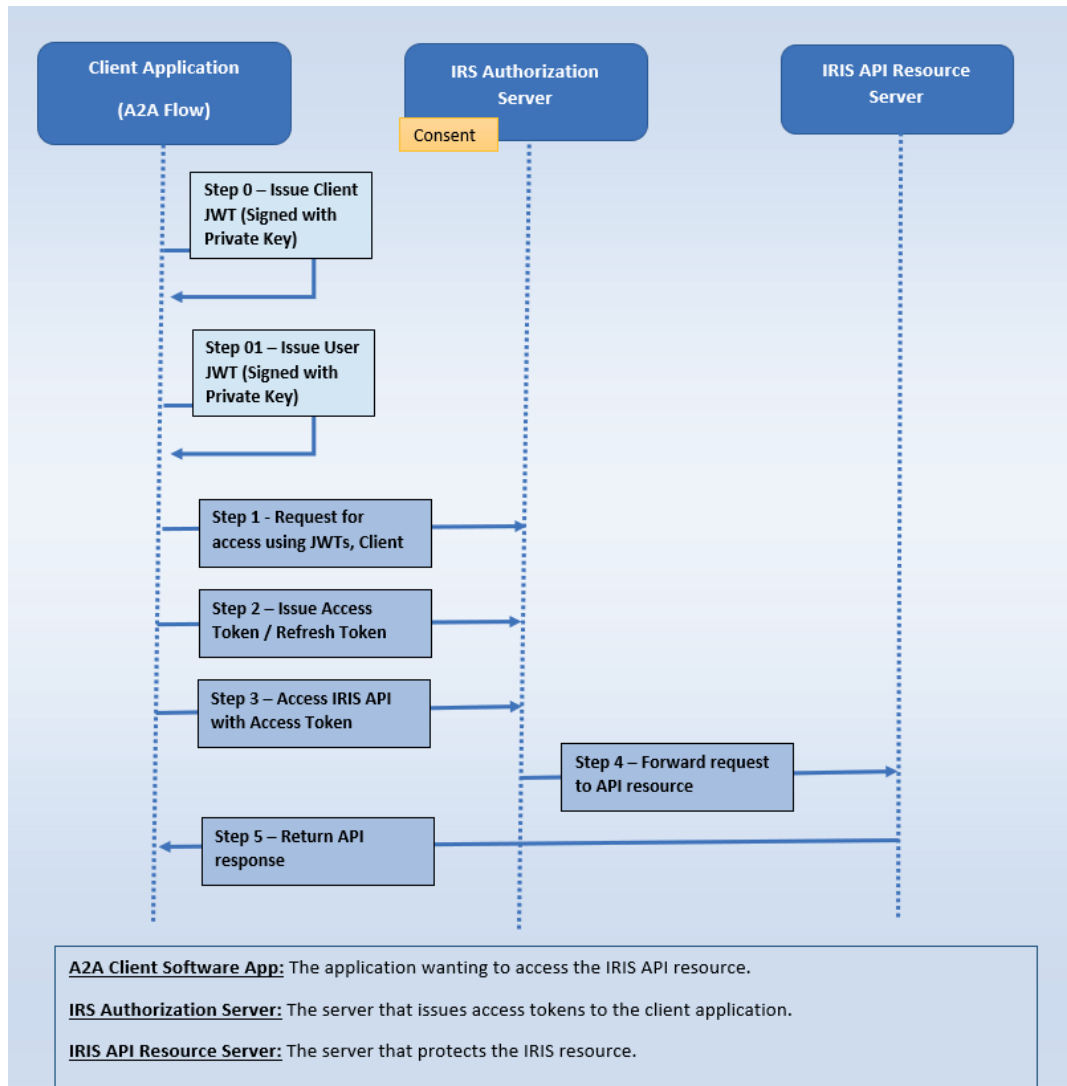 Client Application
(A2A Flow)
IRS Authorization
Server
Consent
IRIS API Resource
Server
Step 0 – Issue Client
JWT (Signed with
Private Key)
Step 01 – Issue User
JWT (Signed with
Private Key)
Step 1 - Request for
access using JWTs, Client
Step 2 – Issue Access
Token / Refresh Token
Step 3 – Access IRIS API
with Access Token
Step 4 – Forward request
to API resource
Step 5 – Return API
response
A2A Client Software App: The application wanting to access the IRIS API resource.
IRS Authorization Server: The server that issues access tokens to the client application.
IRIS API Resource Server: The server that protects the IRIS resource.